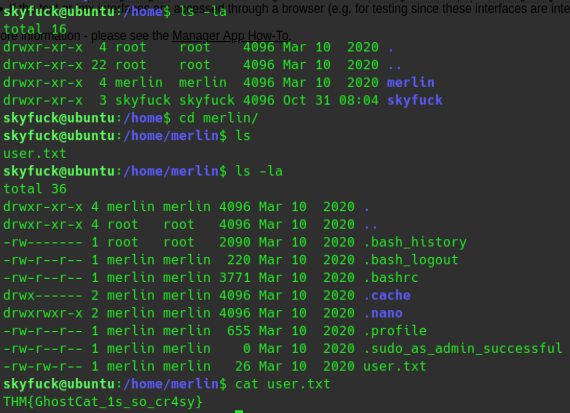 skyfuck@ubuntu:/home$ ls -la
total 16
drwxr-xr-x  4 root    root    4096 Mar 10  2020 .
drwxr-xr-x 22 root    root    4096 Mar 10  2020 ..
drwxr-xr-x  4 merlin  merlin  4096 Mar 10  2020 merlin
drwxr-xr-x  3 skyfuck skyfuck 4096 Oct 31 08:04 skyfuck
skyfuck@ubuntu:/home$ cd merlin/
skyfuck@ubuntu:/home/merlin$ ls
user.txt
skyfuck@ubuntu:/home/merlin$ ls -la
total 36
drwxr-xr-x 4 merlin merlin 4096 Mar 10  2020 .
drwxr-xr-x 4 root   root   4096 Mar 10  2020 ..
-rw------- 1 root   root   2090 Mar 10  2020 .bash_history
-rw-r--r-- 1 merlin merlin  220 Mar 10  2020 .bash_logout
-rw-r--r-- 1 merlin merlin 3771 Mar 10  2020 .bashrc
drwx------ 2 merlin merlin 4096 Mar 10  2020 .cache
drwxrwxr-x 2 merlin merlin 4096 Mar 10  2020 .nano
-rw-r--r-- 1 merlin merlin  655 Mar 10  2020 .profile
-rw-r--r-- 1 merlin merlin    0 Mar 10  2020 .sudo_as_admin_successful
-rw-rw-r-- 1 merlin merlin   26 Mar 10  2020 user.txt
skyfuck@ubuntu:/home/merlin$ cat user.txt
THM{GhostCat_1s_so_cr4sy}
through a browser (e.g. for testing since these interfaces are inte
ore information - please see the Manager App How-To.